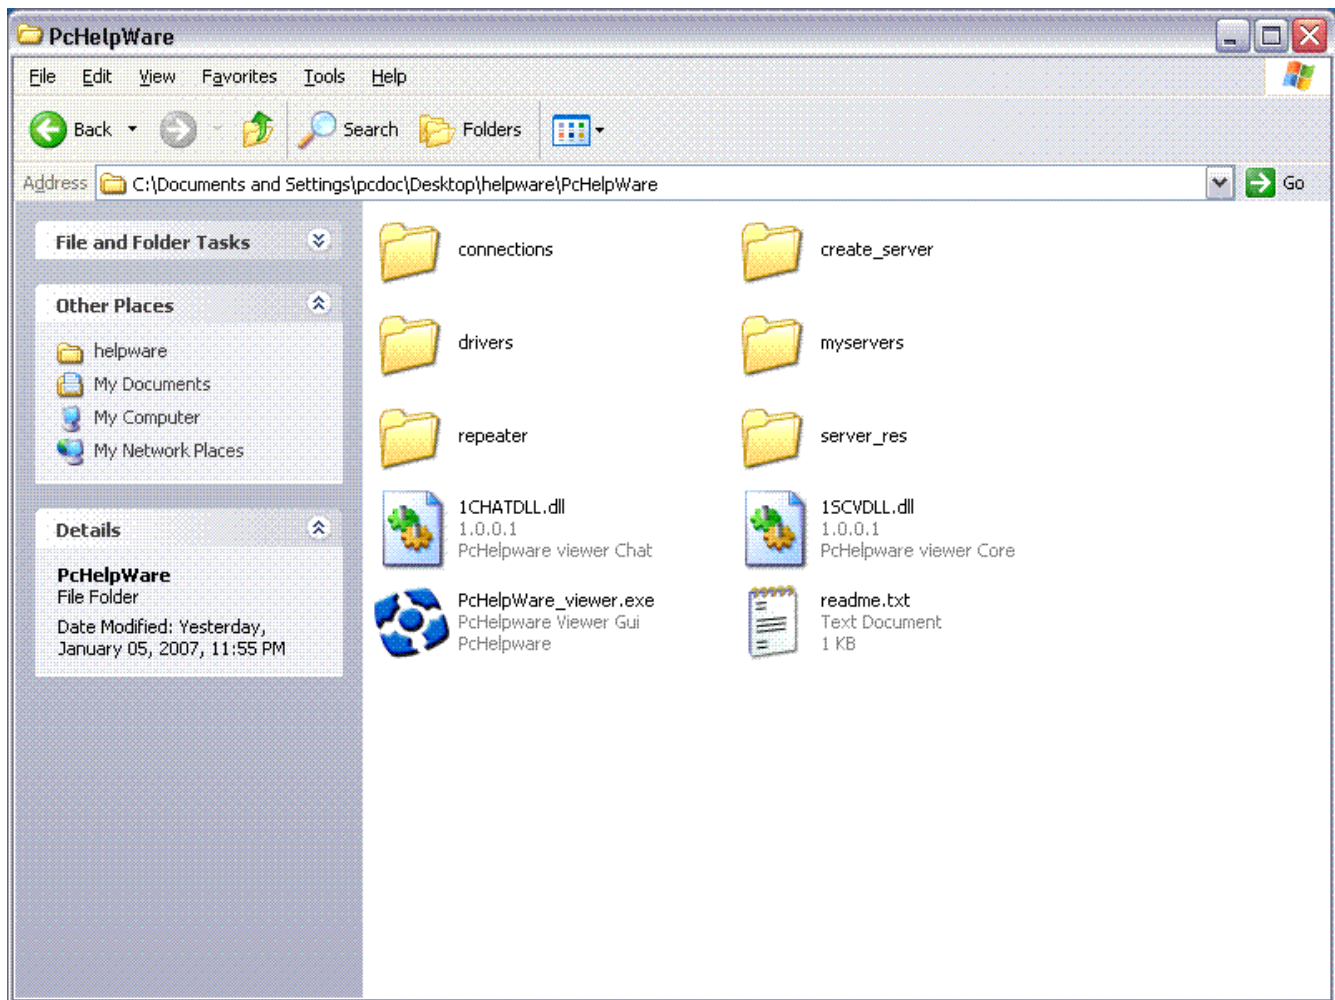 PcHelpWare
File Edit View Favorites Tools Help
Back Search Folders
Address C:\Documents and Settings\pcdoc\Desktop\helpware\PcHelpWare Go
File and Folder Tasks
Other Places
helpware
My Documents
My Computer
My Network Places
Details
PcHelpWare
File Folder
Date Modified: Yesterday,
January 05, 2007, 11:55 PM
connections
create_server
drivers
myservers
repeater
server_res
1CHATDLL.dll
1.0.0.1
PcHelpware viewer Chat
1SCVDLL.dll
1.0.0.1
PcHelpware viewer Core
PcHelpWare_viewer.exe
PcHelpware Viewer Gui
PcHelpware
readme.txt
Text Document
1 KB